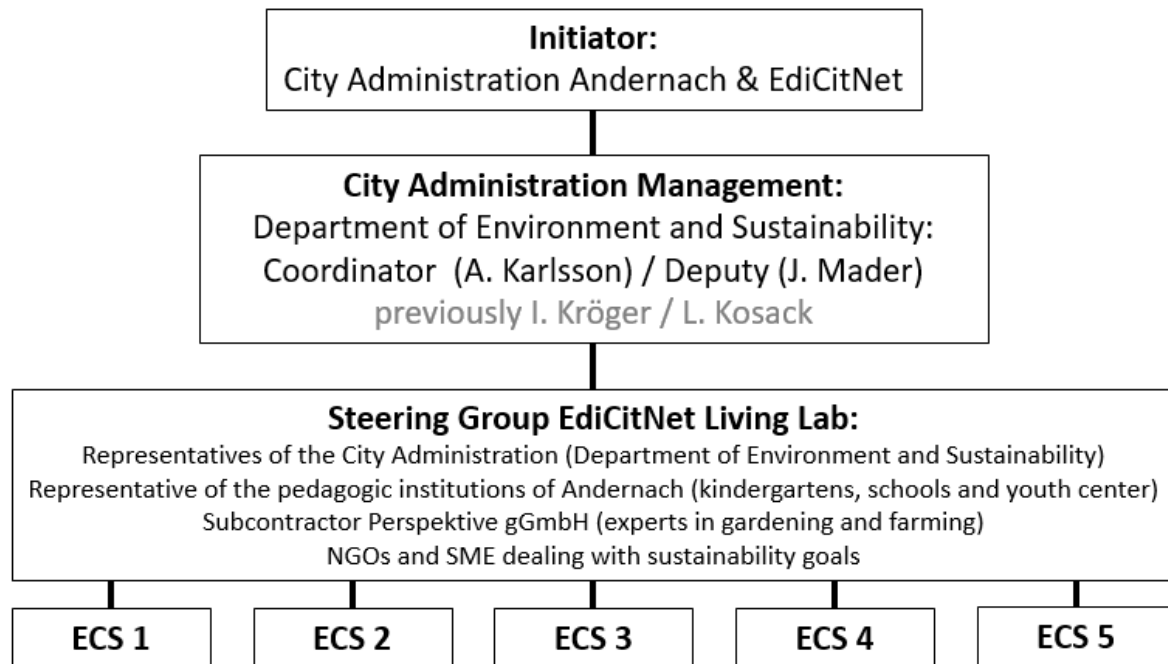 Initiator:
City Administration Andernach & EdiCitNet
City Administration Management:
Department of Environment and Sustainability:
Coordinator (A. Karlsson) / Deputy (J. Mader)
previously I. Kröger / L. Kosack
Steering Group EdiCitNet Living Lab:
Representatives of the City Administration (Department of Environment and Sustainability)
Representative of the pedagogic institutions of Andernach (kindergartens, schools and youth center)
Subcontractor Perspektive gGmbH (experts in gardening and farming)
NGOs and SME dealing with sustainability goals
ECS 1
ECS 2
ECS 3
ECS 4
ECS 5